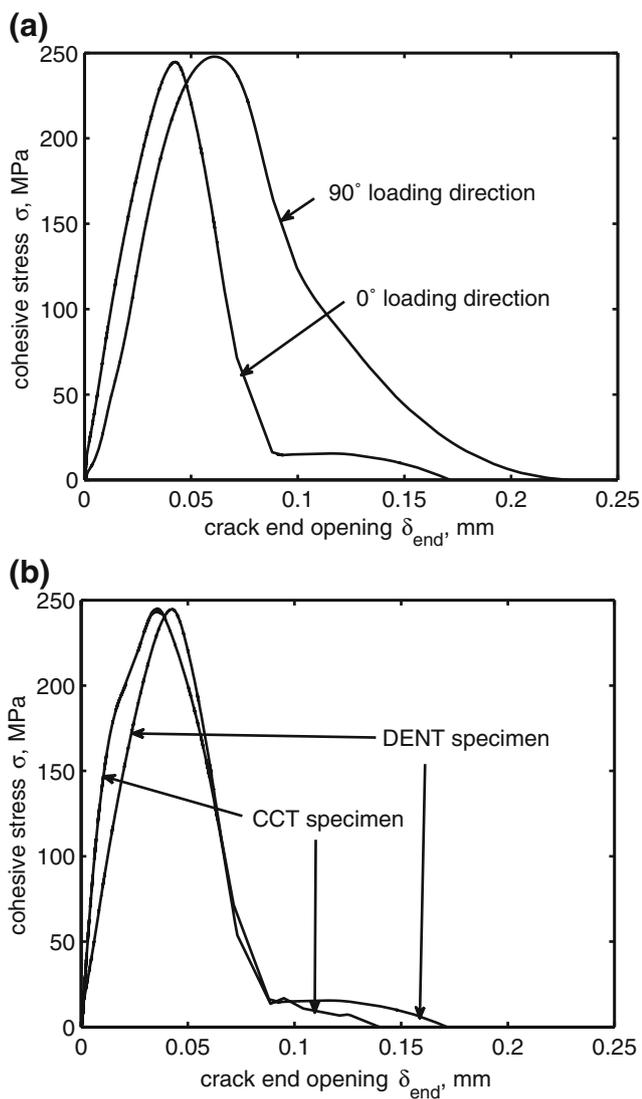 (a)
250
200
150
100
50
0
cohesive stress σ, MPa
90° loading direction
0° loading direction
0
0.05
0.1
0.15
0.2
0.25
crack end opening δend, mm
(b)
250
200
150
100
50
0
cohesive stress σ, MPa
DENT specimen
CCT specimen
0
0.05
0.1
0.15
0.2
0.25
crack end opening δend, mm